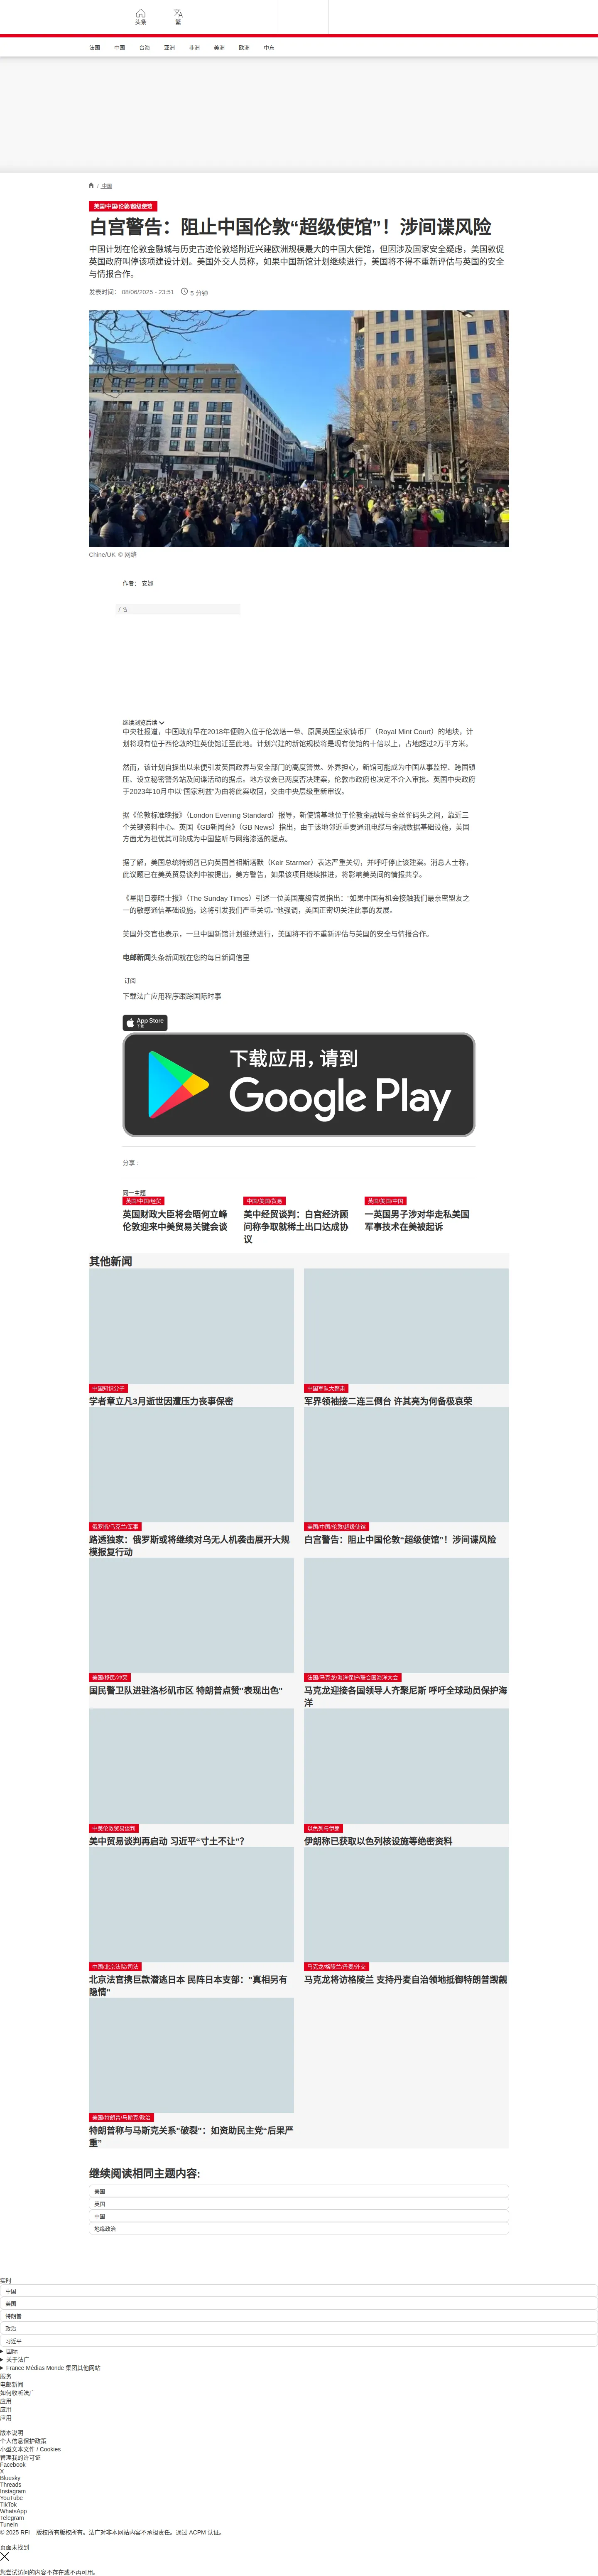 头条
繁
法国 中国 台海 亚洲 非洲 美洲 欧洲 中东
/ 中国
美国/中国/伦敦/超级使馆
白宫警告：阻止中国伦敦“超级使馆”！涉间谍风险
中国计划在伦敦金融城与历史古迹伦敦塔附近兴建欧洲规模最大的中国大使馆，但因涉及国家安全疑虑，美国敦促
英国政府叫停该项建设计划。美国外交人员称，如果中国新馆计划继续进行，美国将不得不重新评估与英国的安全
与情报合作。
发表时间： 08/06/2025 - 23:51 5 分钟
Chine/UK © 网络
作者： 安娜
广告
继续浏览后续
中央社报道，中国政府早在2018年便购入位于伦敦塔一带、原属英国皇家铸币厂（Royal Mint Court）的地块，计
划将现有位于西伦敦的驻英使馆迁至此地。计划兴建的新馆规模将是现有使馆的十倍以上，占地超过2万平方米。
然而，该计划自提出以来便引发英国政界与安全部门的高度警觉。外界担心，新馆可能成为中国从事监控、跨国镇
压、设立秘密警务站及间谍活动的据点。地方议会已两度否决建案，伦敦市政府也决定不介入审批。英国中央政府
于2023年10月中以“国家利益”为由将此案收回，交由中央层级重新审议。
据《伦敦标准晚报》（London Evening Standard）报导，新使馆基地位于伦敦金融城与金丝雀码头之间，靠近三
个关键资料中心。英国《GB新闻台》（GB News）指出，由于该地邻近重要通讯电缆与金融数据基础设施，美国
方面尤为担忧其可能成为中国监听与网络渗透的据点。
据了解，美国总统特朗普已向英国首相斯塔默（Keir Starmer）表达严重关切，并呼吁停止该建案。消息人士称，
此议题已在美英贸易谈判中被提出，美方警告，如果该项目继续推进，将影响美英间的情报共享。
《星期日泰晤士报》（The Sunday Times）引述一位美国高级官员指出：“如果中国有机会接触我们最亲密盟友之
一的敏感通信基础设施，这将引发我们严重关切。”他强调，美国正密切关注此事的发展。
美国外交官也表示，一旦中国新馆计划继续进行，美国将不得不重新评估与英国的安全与情报合作。
电邮新闻头条新闻就在您的每日新闻信里
订阅
下载法广应用程序跟踪国际时事
App Store
下载
下载应用，请到
Google Play
分享 :
同一主题
英国/中国/经贸
英国财政大臣将会晤何立峰
伦敦迎来中美贸易关键会谈
中国/美国/贸易
美中经贸谈判：白宫经济顾
问称争取就稀土出口达成协
议
英国/美国/中国
一英国男子涉对华走私美国
军事技术在美被起诉
其他新闻
中国知识分子
学者章立凡3月逝世因遭压力丧事保密
中国军队大整肃
军界领袖接二连三倒台 许其亮为何备极哀荣
俄罗斯/乌克兰/军事
路透独家：俄罗斯或将继续对乌无人机袭击展开大规
模报复行动
美国/中国/伦敦/超级使馆
白宫警告：阻止中国伦敦“超级使馆”！涉间谍风险
美国/移民/冲突
国民警卫队进驻洛杉矶市区 特朗普点赞"表现出色"
法国/马克龙/海洋保护/联合国海洋大会
马克龙迎接各国领导人齐聚尼斯 呼吁全球动员保护海
洋
中美伦敦贸易谈判
美中贸易谈判再启动 习近平“寸土不让”？
以色列与伊朗
伊朗称已获取以色列核设施等绝密资料
中国/北京法院/司法
北京法官携巨款潜逃日本 民阵日本支部："真相另有
隐情"
马克龙/格陵兰/丹麦/外交
马克龙将访格陵兰 支持丹麦自治领地抵御特朗普觊觎
美国/特朗普/马斯克/政治
特朗普称与马斯克关系"破裂"：如资助民主党"后果严
重"
继续阅读相同主题内容:
美国
英国
中国
地缘政治
实时
中国
美国
特朗普
政治
习近平
国际
关于法广
France Médias Monde 集团其他网站
服务
电邮新闻
如何收听法广
应用
应用
应用
版本说明
个人信息保护政策
小型文本文件 / Cookies
管理我的许可证
Facebook
X
Bluesky
Threads
Instagram
YouTube
TikTok
WhatsApp
Telegram
TuneIn
© 2025 RFI – 版权所有版权所有。法广对非本网站内容不承担责任。通过 ACPM 认证。
页面未找到
您尝试访问的内容不存在或不再可用。